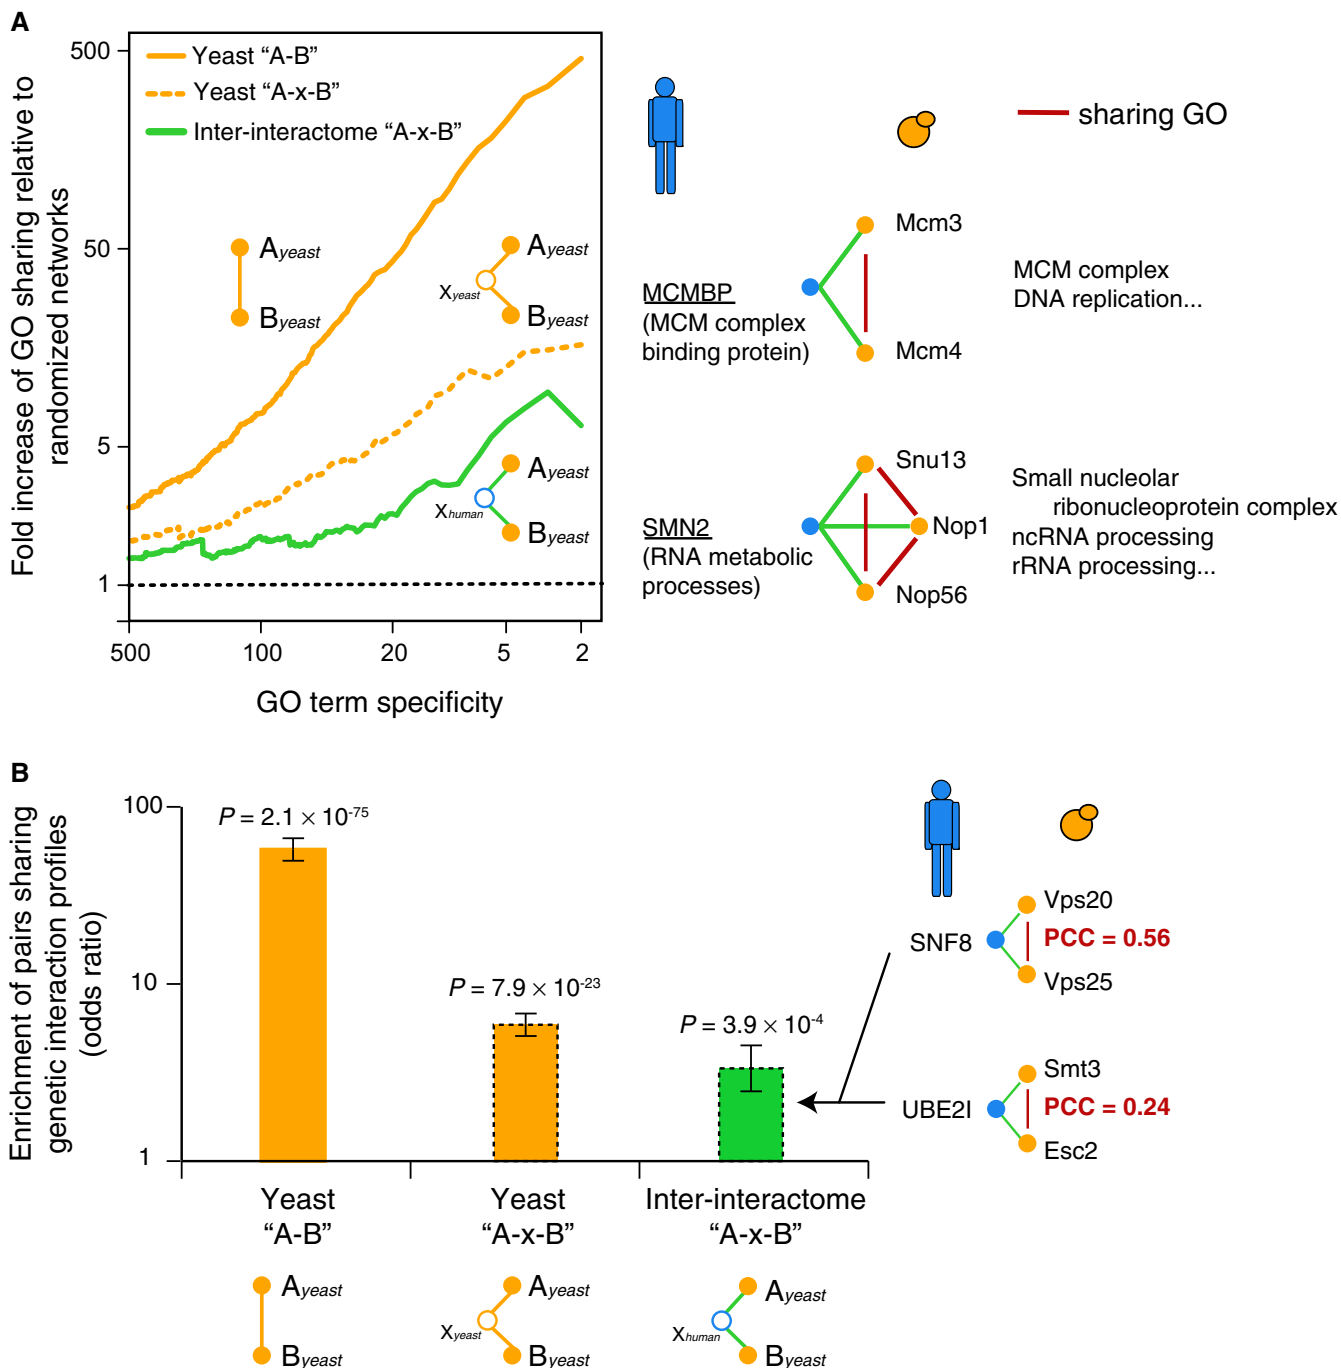 A
Fold increase of GO sharing relative to
randomized networks
500
50
5
1
Yeast “A-B”
Yeast “A-x-B”
Inter-interactome “A-x-B”
Ayeast
Byeast
Ayeast
xyeast
Byeast
Ayeast
xhuman
Byeast
500 100 20 5 2
GO term specificity
sharing GO
MCMBP
(MCM complex
binding protein)
Mcm3
Mcm4
MCM complex
DNA replication...
SMN2
(RNA metabolic
processes)
Snu13
Nop1
Nop56
Small nucleolar
ribonucleoprotein complex
ncRNA processing
rRNA processing...
B
Enrichment of pairs sharing
genetic interaction profiles
(odds ratio)
100
10
1
P = 2.1 × 10-75
P = 7.9 × 10-23
P = 3.9 × 10-4
Yeast
“A-B”
Yeast
“A-x-B”
Inter-interactome
“A-x-B”
Ayeast
Byeast
Ayeast
xyeast
Byeast
Ayeast
xhuman
Byeast
SNF8
Vps20
PCC = 0.56
Vps25
UBE2I
Smt3
PCC = 0.24
Esc2